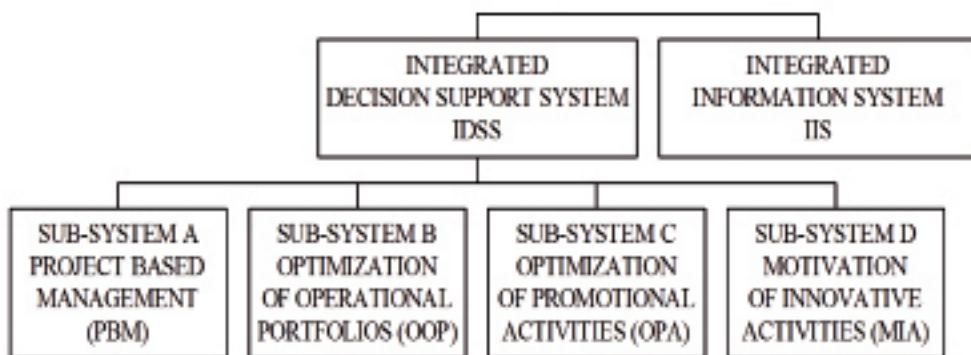 INTEGRATED
DECISION SUPPORT SYSTEM
IDSS
INTEGRATED
INFORMATION SYSTEM
IIS
SUB-SYSTEM A
PROJECT BASED
MANAGEMENT
(PBM)
SUB-SYSTEM B
OPTIMIZATION
OF OPERATIONAL
PORTFOLIOS (OOP)
SUB-SYSTEM C
OPTIMIZATION
OF PROMOTIONAL
ACTIVITIES (OPA)
SUB-SYSTEM D
MOTIVATION
OF INNOVATIVE
ACTIVITIES (MIA)